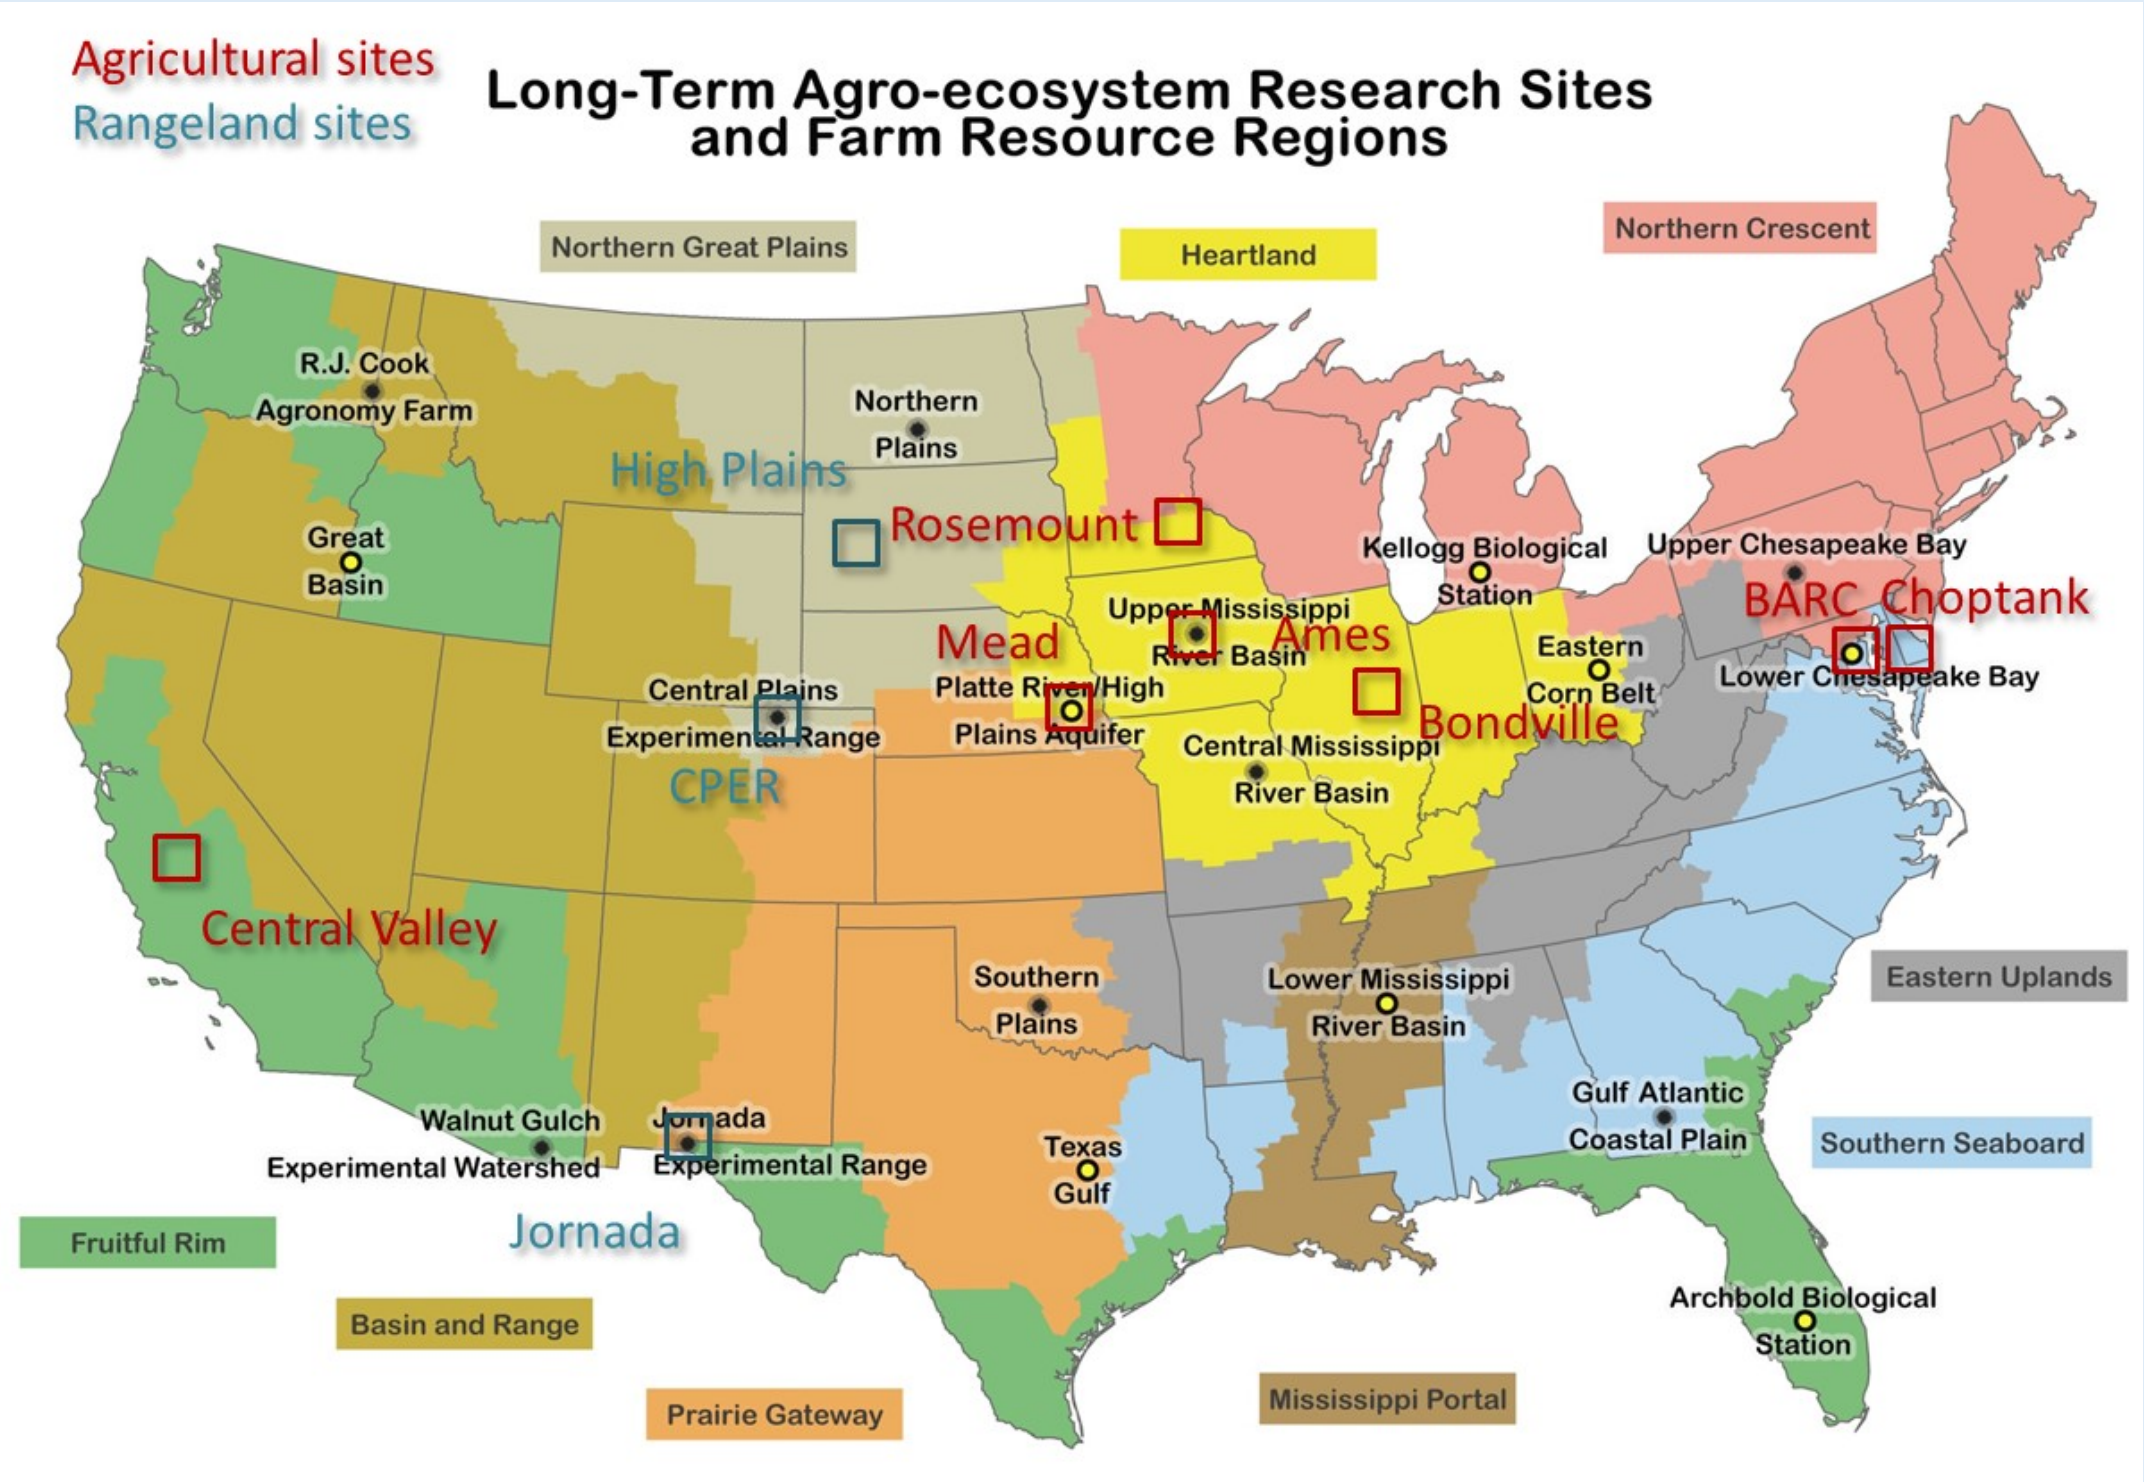 Agricultural sites
Rangeland sites
Long-Term Agro-ecosystem Research Sites
and Farm Resource Regions
Northern Great Plains
Heartland
Northern Crescent
R.J. Cook
Agronomy Farm
Northern
Plains
High Plains
Rosemount
Great
Basin
Kellogg Biological
Station
Upper Chesapeake Bay
BARC
Choptank
Lower Chesapeake Bay
Upper Mississippi
River Basin
Ames
Mead
Platte River/High
Plains Aquifer
Eastern
Corn Belt
Bondville
Central Plains
Experimental Range
CPER
Central Mississippi
River Basin
Central Valley
Southern
Plains
Lower Mississippi
River Basin
Eastern Uplands
Gulf Atlantic
Coastal Plain
Southern Seaboard
Walnut Gulch
Experimental Watershed
Jornada
Experimental Range
Jornada
Texas
Gulf
Fruitful Rim
Basin and Range
Prairie Gateway
Mississippi Portal
Archbold Biological
Station